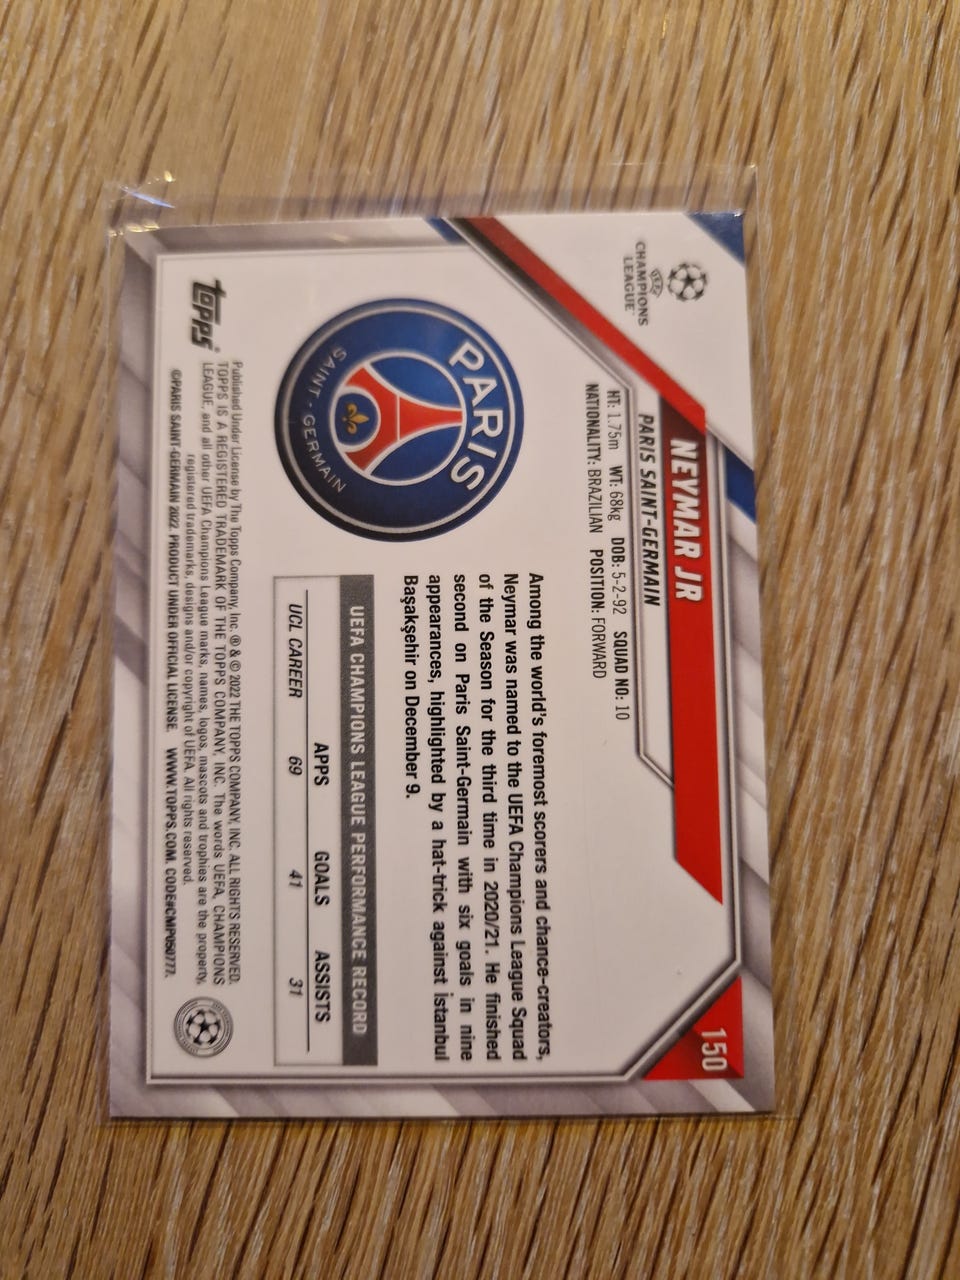 150
UEFA
CHAMPIONS
LEAGUE
NEYMAR JR
PARIS SAINT-GERMAIN
HT: 1.75m WT: 68kg DOB: 5-2-92 SQUAD NO: 10
NATIONALITY: BRAZILIAN POSITION: FORWARD
PARIS
SAINT-GERMAIN
Among the world's foremost scorers and chance-creators,
Neymar was named to the UEFA Champions League Squad
of the Season for the third time in 2020/21. He finished
second on Paris Saint-Germain with six goals in nine
appearances, highlighted by a hat-trick against Istanbul
Başakşehir on December 9.
UEFA CHAMPIONS LEAGUE PERFORMANCE RECORD
APPS GOALS ASSISTS
UCL CAREER 69 41 31
topps®
Published Under License by The Topps Company, Inc. ® & © 2022 THE TOPPS COMPANY, INC. ALL RIGHTS RESERVED.
TOPPS IS A REGISTERED TRADEMARK OF THE TOPPS COMPANY, INC. The words UEFA, CHAMPIONS
LEAGUE, and all other UEFA Champions League marks, names, logos, mascots and trophies are the property,
registered trademarks, designs and/or copyright of UEFA. All rights reserved.
©PARIS SAINT-GERMAIN 2022. PRODUCT UNDER OFFICIAL LICENSE. WWW.TOPPS.COM. CODE#CMP050777.